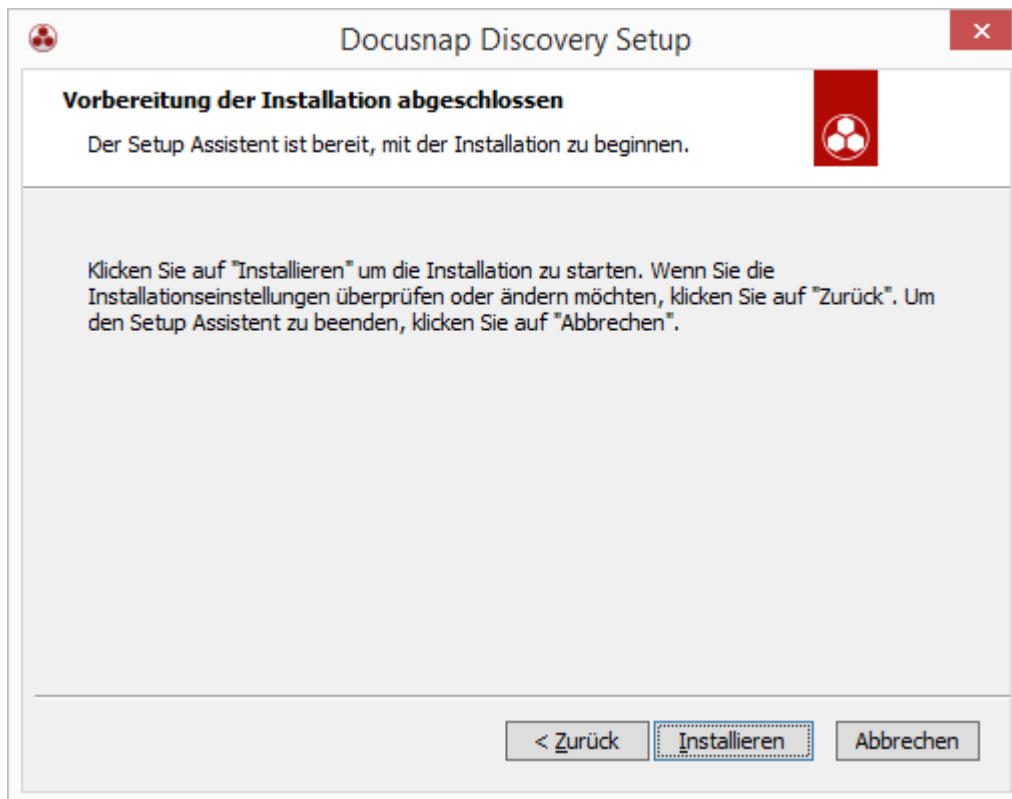 Docusnap Discovery Setup
Vorbereitung der Installation abgeschlossen
Der Setup Assistent ist bereit, mit der Installation zu beginnen.
Klicken Sie auf "Installieren" um die Installation zu starten. Wenn Sie die
Installationseinstellungen überprüfen oder ändern möchten, klicken Sie auf "Zurück". Um
den Setup Assistent zu beenden, klicken Sie auf "Abbrechen".
< Zurück Installieren Abbrechen